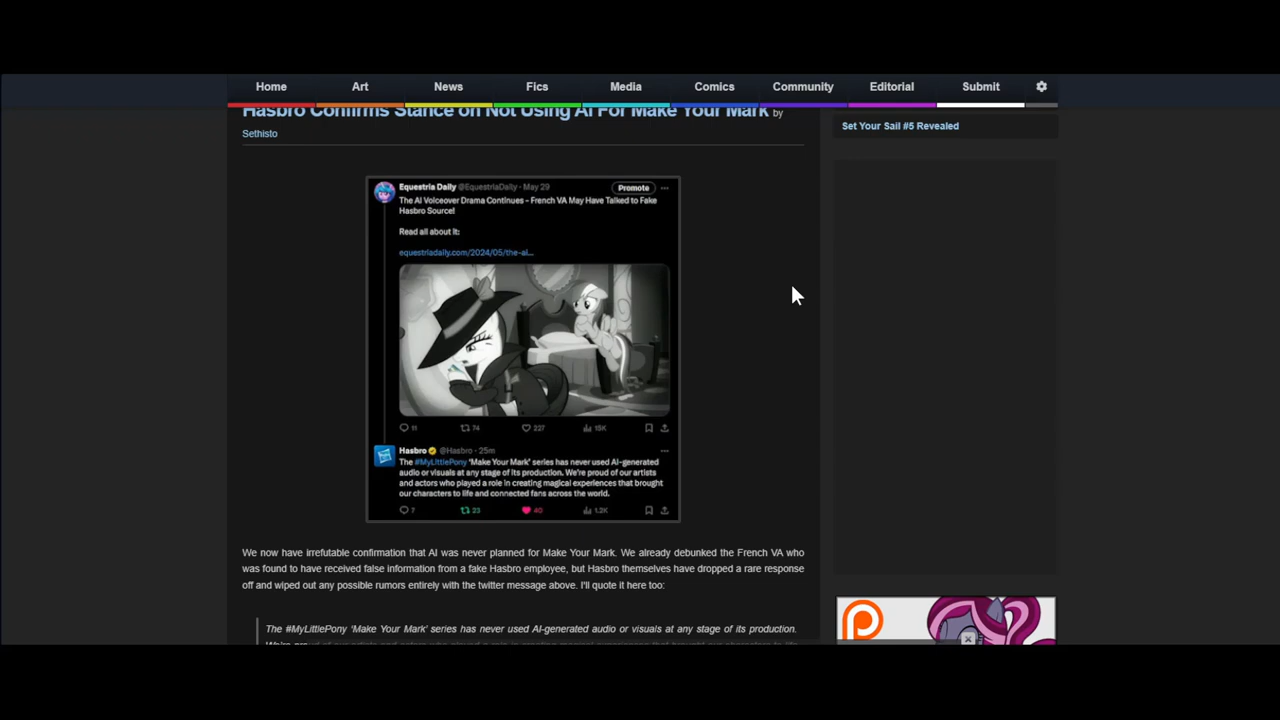 Home Art News Fics Media Comics Community Editorial Submit
Hasbro Confirms Stance on Not Using AI For Make Your Mark by
Sethisto
Set Your Sail #5 Revealed
Equestria Daily @EquestriaDaily · May 29 Promote
The AI Voiceover Drama Continues - French VA May Have Talked to Fake
Hasbro Source!
Read all about it:
equestriadaily.com/2024/05/the-ai...
11 74 227 15K
Hasbro @Hasbro · 25m
The #MyLittlePony 'Make Your Mark' series has never used AI-generated
audio or visuals at any stage of its production. We're proud of our artists
and actors who played a role in creating magical experiences that brought
our characters to life and connected fans across the world.
7 23 40 1.2K
We now have irrefutable confirmation that AI was never planned for Make Your Mark. We already debunked the French VA who
was found to have received false information from a fake Hasbro employee, but Hasbro themselves have dropped a rare response
off and wiped out any possible rumors entirely with the twitter message above. I'll quote it here too:
The #MyLittlePony 'Make Your Mark' series has never used AI-generated audio or visuals at any stage of its production.